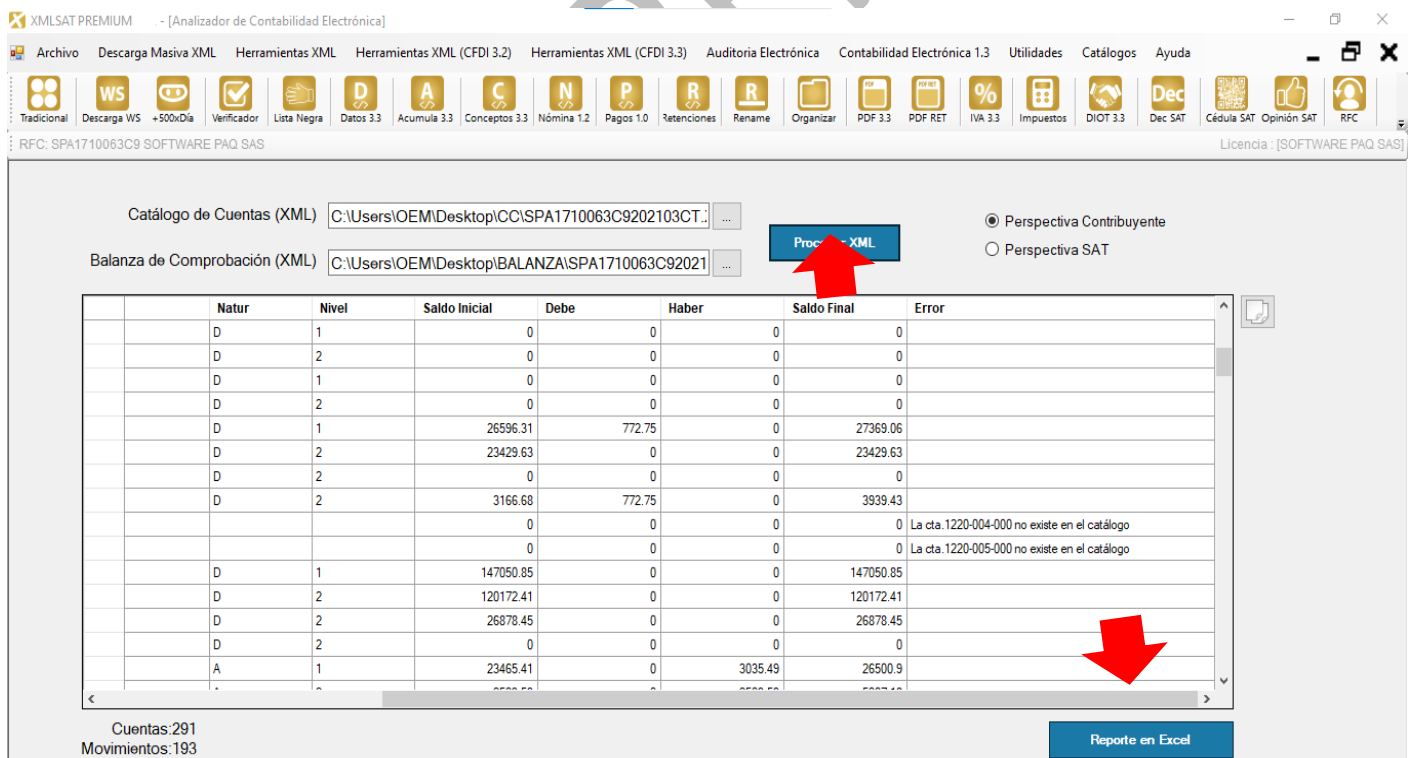 XMLSAT PREMIUM . - [Analizador de Contabilidad Electrónica]
Archivo Descarga Masiva XML Herramientas XML Herramientas XML (CFDI 3.2) Herramientas XML (CFDI 3.3) Auditoria Electrónica Contabilidad Electrónica 1.3 Utilidades Catálogos Ayuda
WS D A C N P R R PDF PDF RET % Dec
Tradicional Descarga WS +500xDía Verificador Lista Negra Datos 3.3 Acumula 3.3 Conceptos 3.3 Nómina 1.2 Pagos 1.0 Retenciones Rename Organizar PDF 3.3 PDF RET IVA 3.3 Impuestos DIOT 3.3 Dec SAT Cédula SAT Opinión SAT RFC
RFC: SPA1710063C9 SOFTWARE PAQ SAS Licencia : [SOFTWARE PAQ SAS]
Catálogo de Cuentas (XML) C:\Users\OEM\Desktop\CC\SPA1710063C9202103CT. ...
XML
Perspectiva Contribuyente
Perspectiva SAT
Balanza de Comprobación (XML) C:\Users\OEM\Desktop\BALANZA\SPA1710063C92021 ...
Natur Nivel Saldo Inicial Debe Haber Saldo Final Error
D 1 0 0 0 0
D 2 0 0 0 0
D 1 0 0 0 0
D 2 0 0 0 0
D 1 26596.31 772.75 0 27369.06
D 2 23429.63 0 0 23429.63
D 2 0 0 0 0
D 2 3166.68 772.75 0 3939.43
0 0 0 0 La cta.1220-004-000 no existe en el catálogo
0 0 0 0 La cta.1220-005-000 no existe en el catálogo
D 1 147050.85 0 0 147050.85
D 2 120172.41 0 0 120172.41
D 2 26878.45 0 0 26878.45
D 2 0 0 0 0
A 1 23465.41 0 3035.49 26500.9
Cuentas:291
Movimientos:193
Reporte en Excel